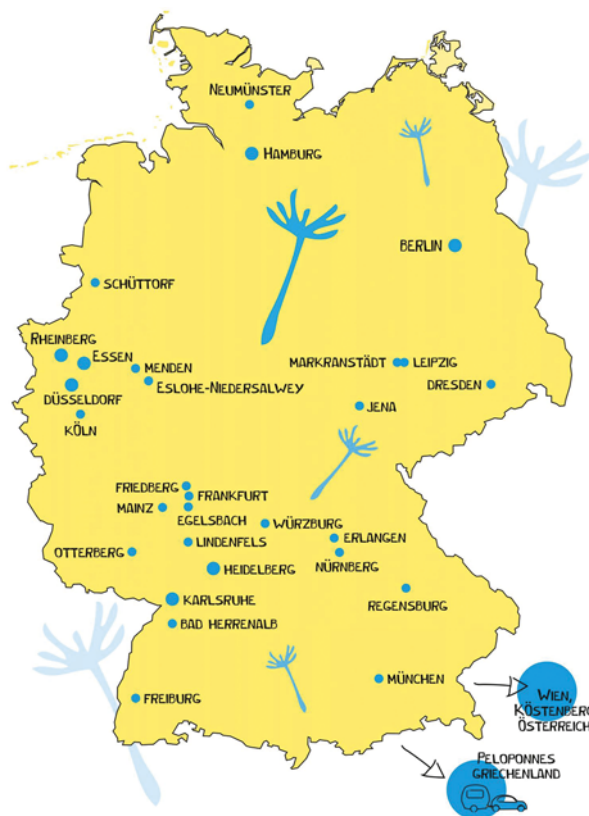 Neumünster
Hamburg
Berlin
Schüttorf
Rheinberg
Essen
Menden
Markranstädt
Leipzig
Eslohe-Niedersalwey
Dresden
Düsseldorf
Jena
Köln
Friedberg
Frankfurt
Mainz
Egelsbach
Würzburg
Lindenfels
Erlangen
Otterberg
Nürnberg
Heidelberg
Regensburg
Karlsruhe
Bad Herrenalb
München
Freiburg
Wien,
Köstenberg
Österreich
Peloponnes
Griechenland